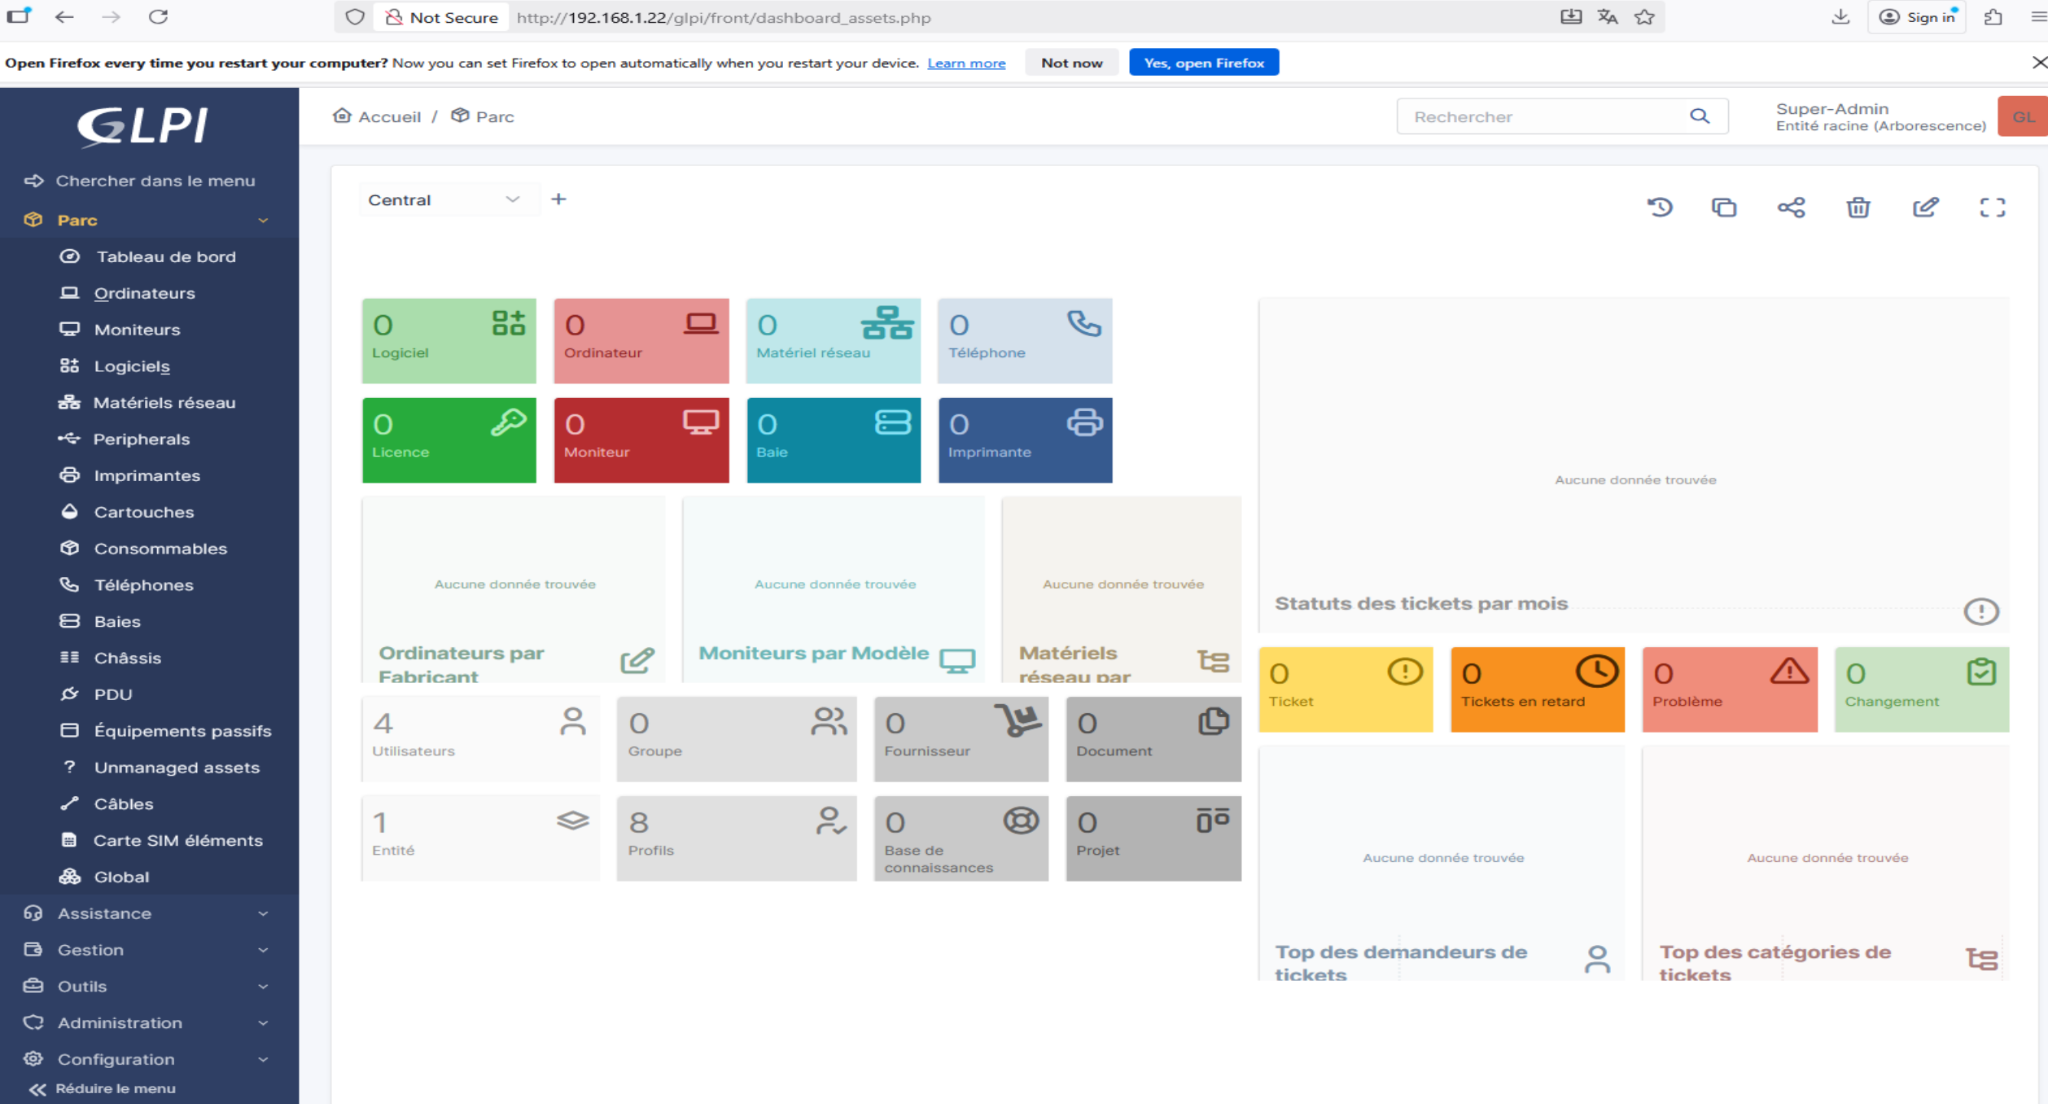 Not Secure
http://192.168.1.22/glpi/front/dashboard_assets.php
Sign in
Open Firefox every time you restart your computer? Now you can set Firefox to open automatically when you restart your device. Learn more
Not now
Yes, open Firefox
GLPI
Chercher dans le menu
Parc
Tableau de bord
Ordinateurs
Moniteurs
Logiciels
Matériels réseau
Peripherals
Imprimantes
Cartouches
Consommables
Téléphones
Baies
Châssis
PDU
Équipements passifs
Unmanaged assets
Câbles
Carte SIM éléments
Global
Assistance
Gestion
Outils
Administration
Configuration
Réduire le menu
Accueil / Parc
Rechercher
Super-Admin
Entité racine (Arborescence)
GL
Central
0
Logiciel
0
Ordinateur
0
Matériel réseau
0
Téléphone
0
Licence
0
Moniteur
0
Baie
0
Imprimante
Aucune donnée trouvée
Ordinateurs par
Fabricant
Aucune donnée trouvée
Moniteurs par Modèle
Aucune donnée trouvée
Matériels
réseau par
4
Utilisateurs
0
Groupe
0
Fournisseur
0
Document
1
Entité
8
Profils
0
Base de
connaissances
0
Projet
Aucune donnée trouvée
Statuts des tickets par mois
0
Ticket
0
Tickets en retard
0
Problème
0
Changement
Aucune donnée trouvée
Top des demandeurs de
tickets
Aucune donnée trouvée
Top des catégories de
tickets